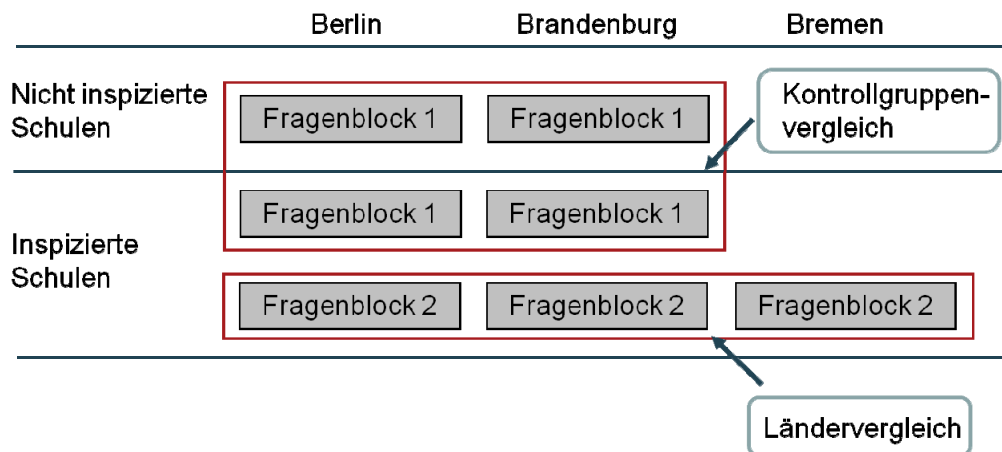 Berlin Brandenburg Bremen
Nicht inspizierte
Schulen
Fragenblock 1 Fragenblock 1
Kontrollgruppen-
vergleich
Fragenblock 1 Fragenblock 1
Inspizierte
Schulen
Fragenblock 2 Fragenblock 2 Fragenblock 2
Ländervergleich